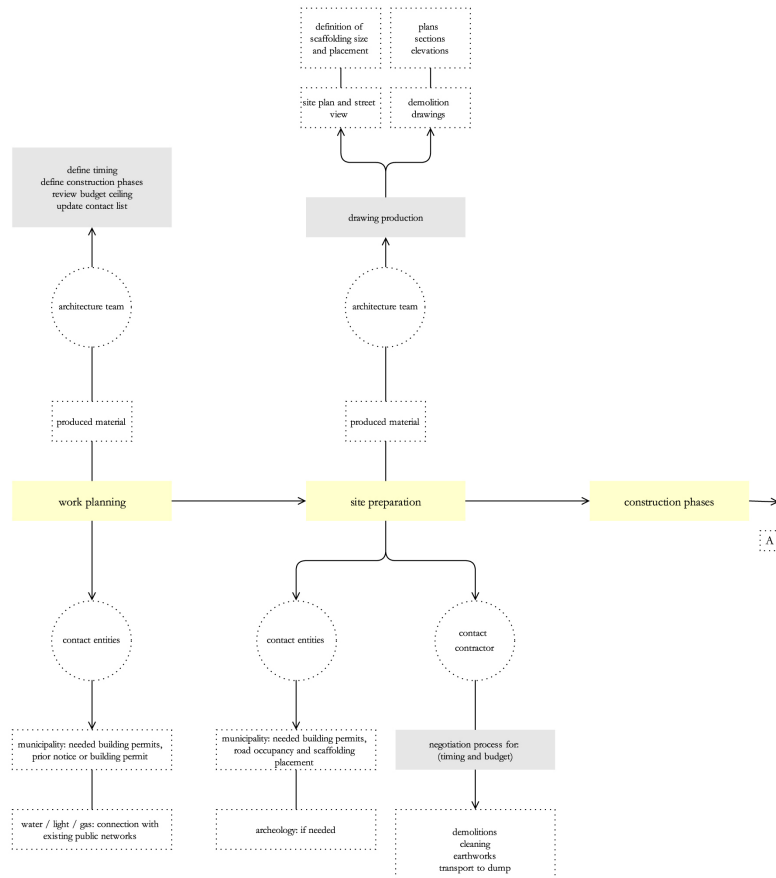 definition of
scaffolding size
and placement
plans
sections
elevations
site plan and street
view
demolition
drawings
define timing
define construction phases
review budget ceiling
update contact list
drawing production
architecture team
architecture team
produced material
produced material
work planning
site preparation
construction phases
A
contact entities
contact entities
contact
contractor
municipality: needed building permits,
prior notice or building permit
municipality: needed building permits,
road occupancy and scaffolding
placement
negotiation process for:
(timing and budget)
water / light / gas: connection with
existing public networks
archeology: if needed
demolitions
cleaning
earthworks
transport to dump